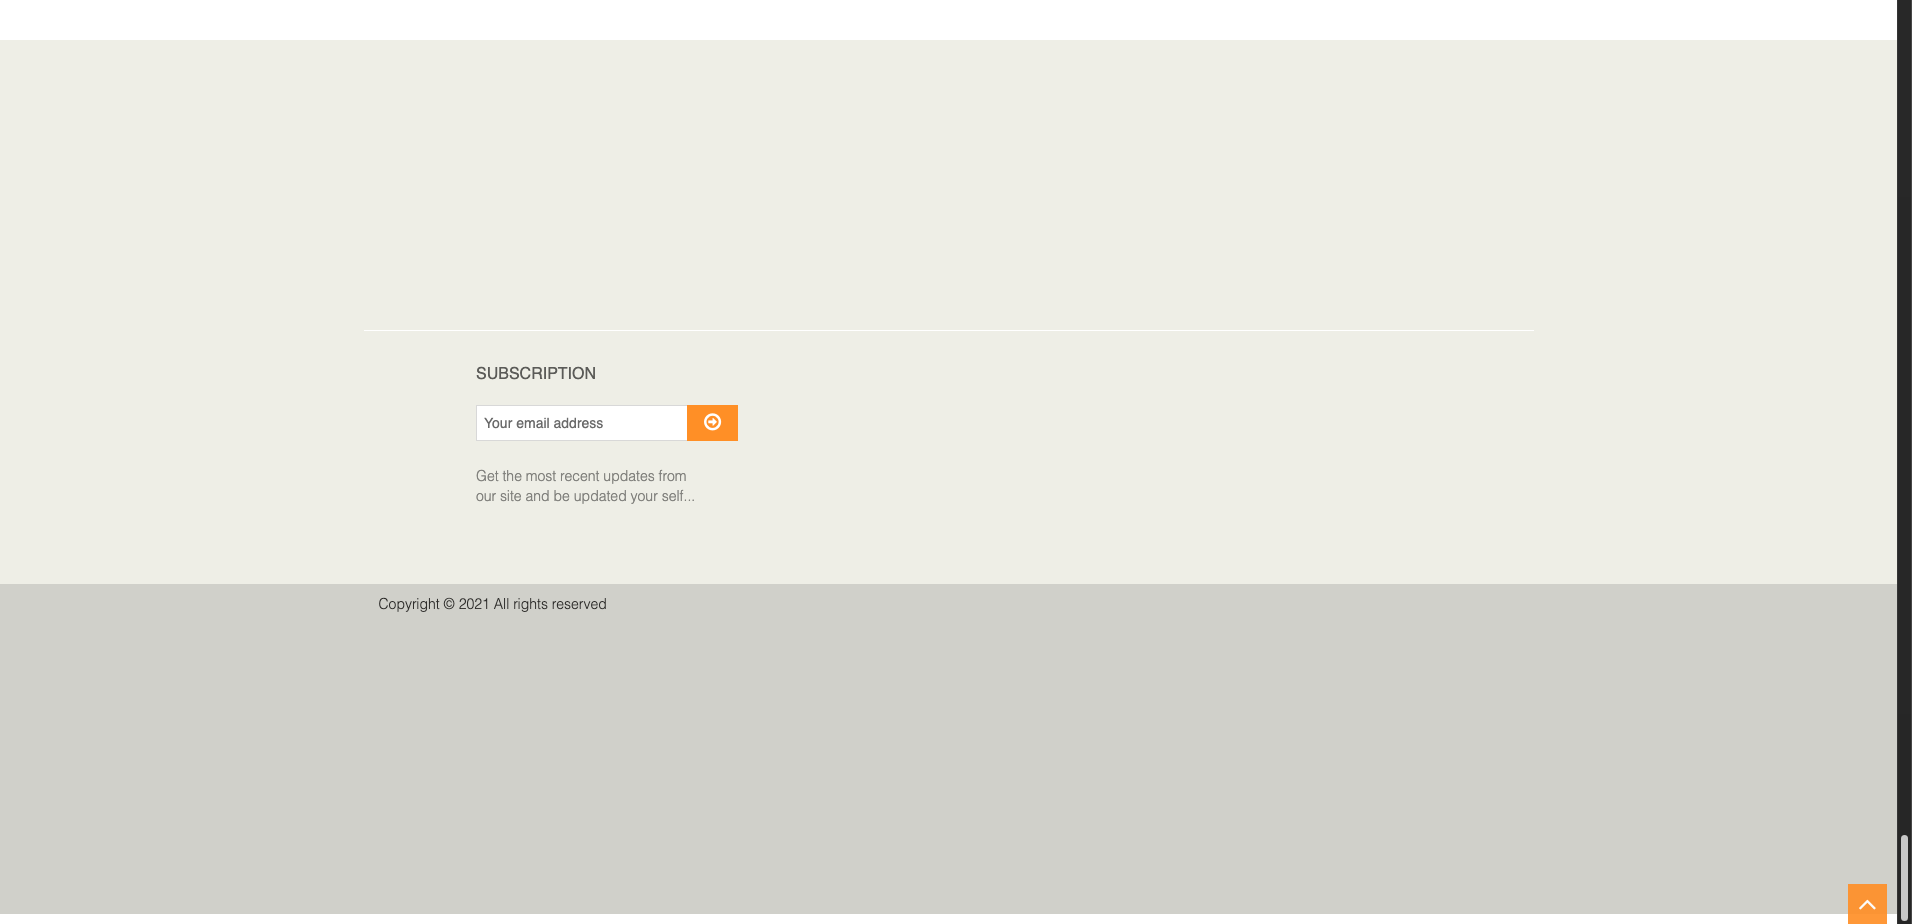 SUBSCRIPTION
Your email address
Get the most recent updates from
our site and be updated your self...
Copyright © 2021 All rights reserved